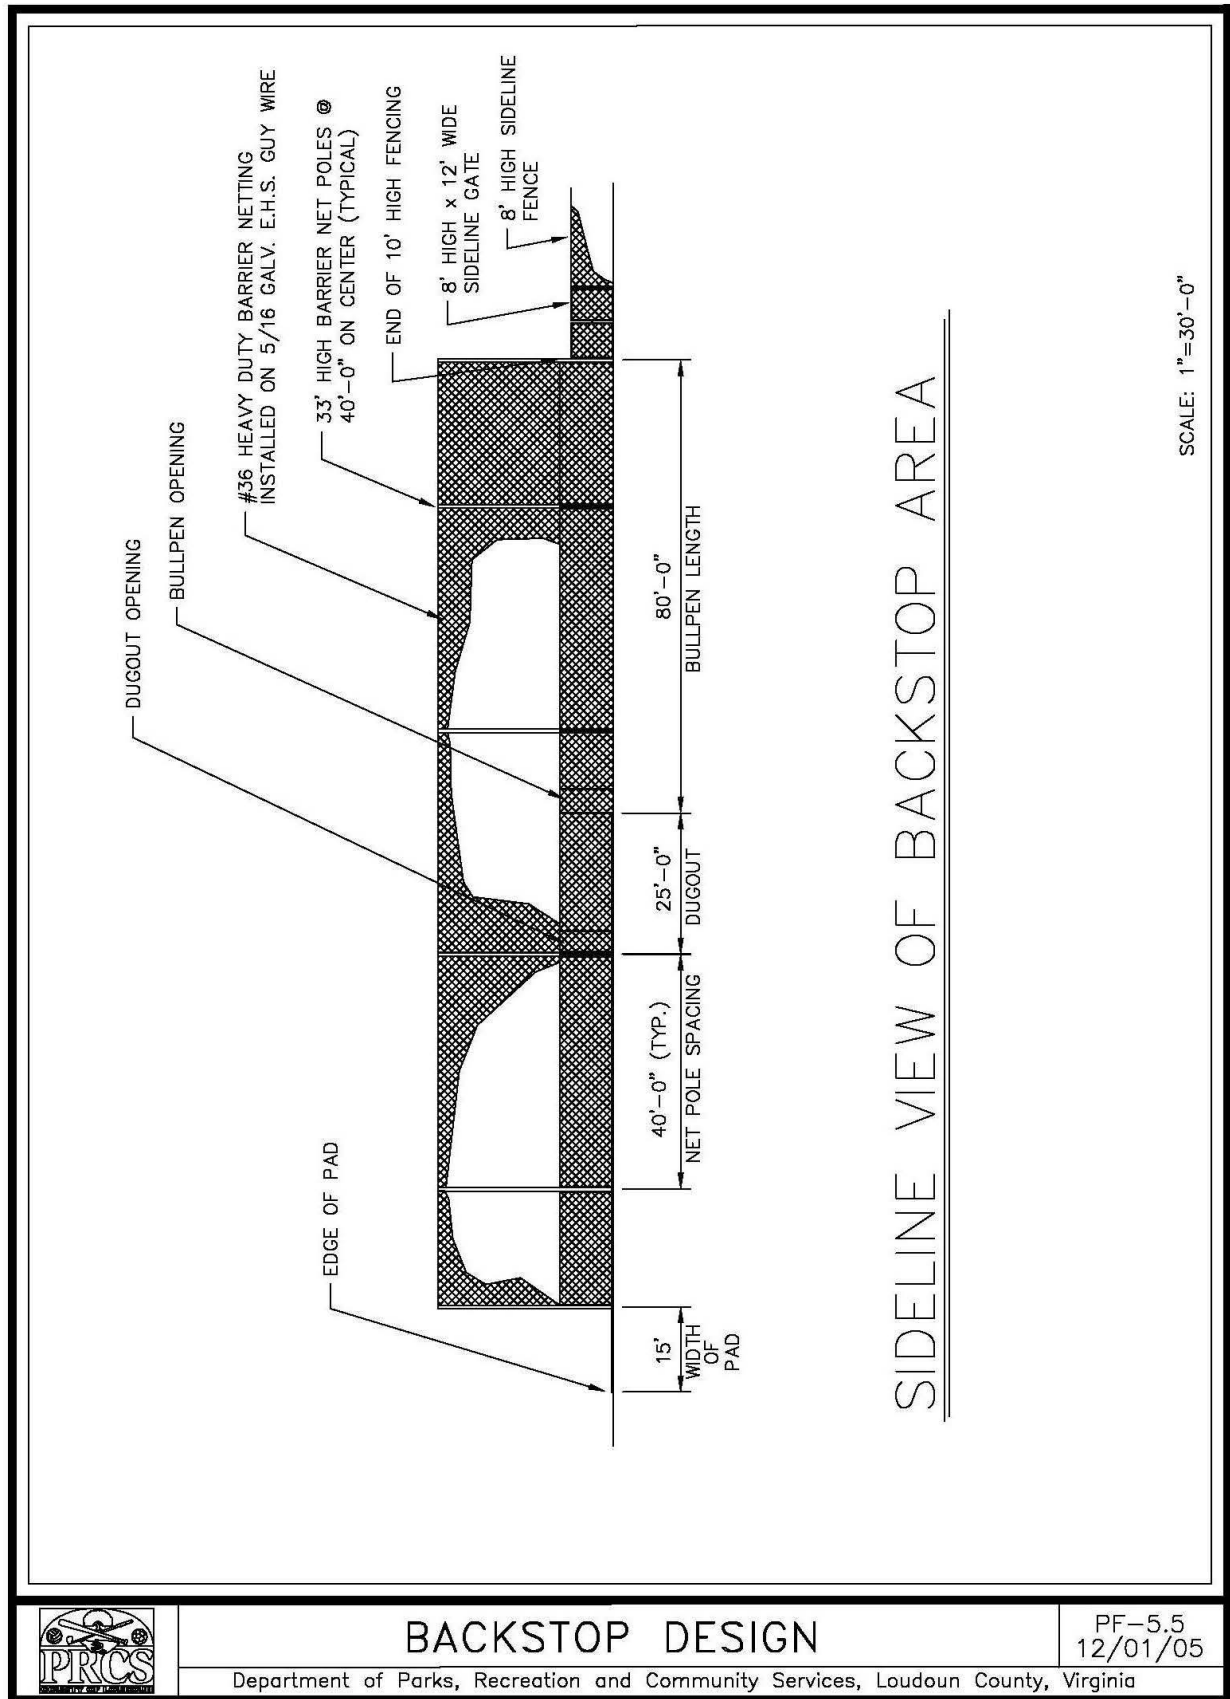 DUGOUT OPENING
BULLPEN OPENING
#36 HEAVY DUTY BARRIER NETTING
INSTALLED ON 5/16 GALV. E.H.S. GUY WIRE
33' HIGH BARRIER NET POLES @
40'-0" ON CENTER (TYPICAL)
END OF 10' HIGH FENCING
8' HIGH x 12' WIDE
SIDELINE GATE
8' HIGH SIDELINE
FENCE
EDGE OF PAD
15'
WIDTH
OF
PAD
40'-0" (TYP.)
NET POLE SPACING
25'-0"
DUGOUT
80'-0"
BULLPEN LENGTH
SIDELINE VIEW OF BACKSTOP AREA
SCALE: 1"=30'-0"
PRCS
BACKSTOP DESIGN
PF-5.5
12/01/05
Department of Parks, Recreation and Community Services, Loudoun County, Virginia